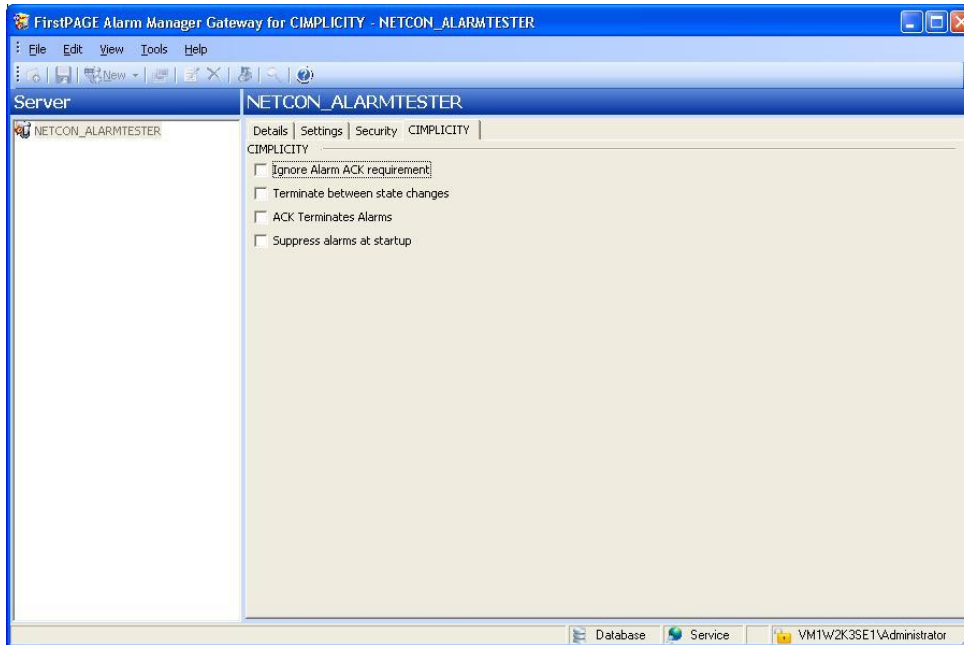 FirstPAGE Alarm Manager Gateway for CIMPLICITY - NETCON_ALARMTESTER
File Edit View Tools Help
New
Server
NETCON_ALARMTESTER
NETCON_ALARMTESTER
Details Settings Security CIMPLICITY
CIMPLICITY
Ignore Alarm ACK requirement
Terminate between state changes
ACK Terminates Alarms
Suppress alarms at startup
Database Service VM1W2K3SE1\Administrator